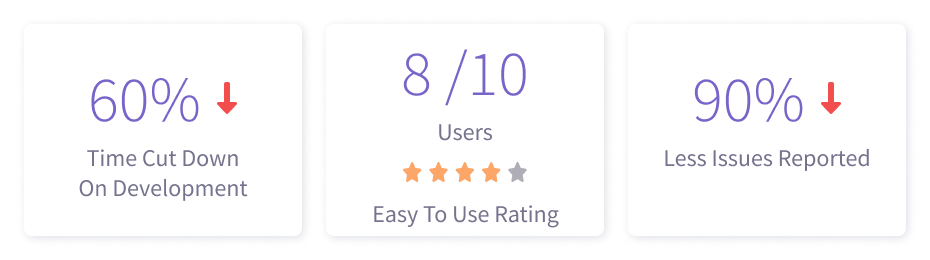 60%
Time Cut Down
On Development
8 /10
Users
Easy To Use Rating
90%
Less Issues Reported